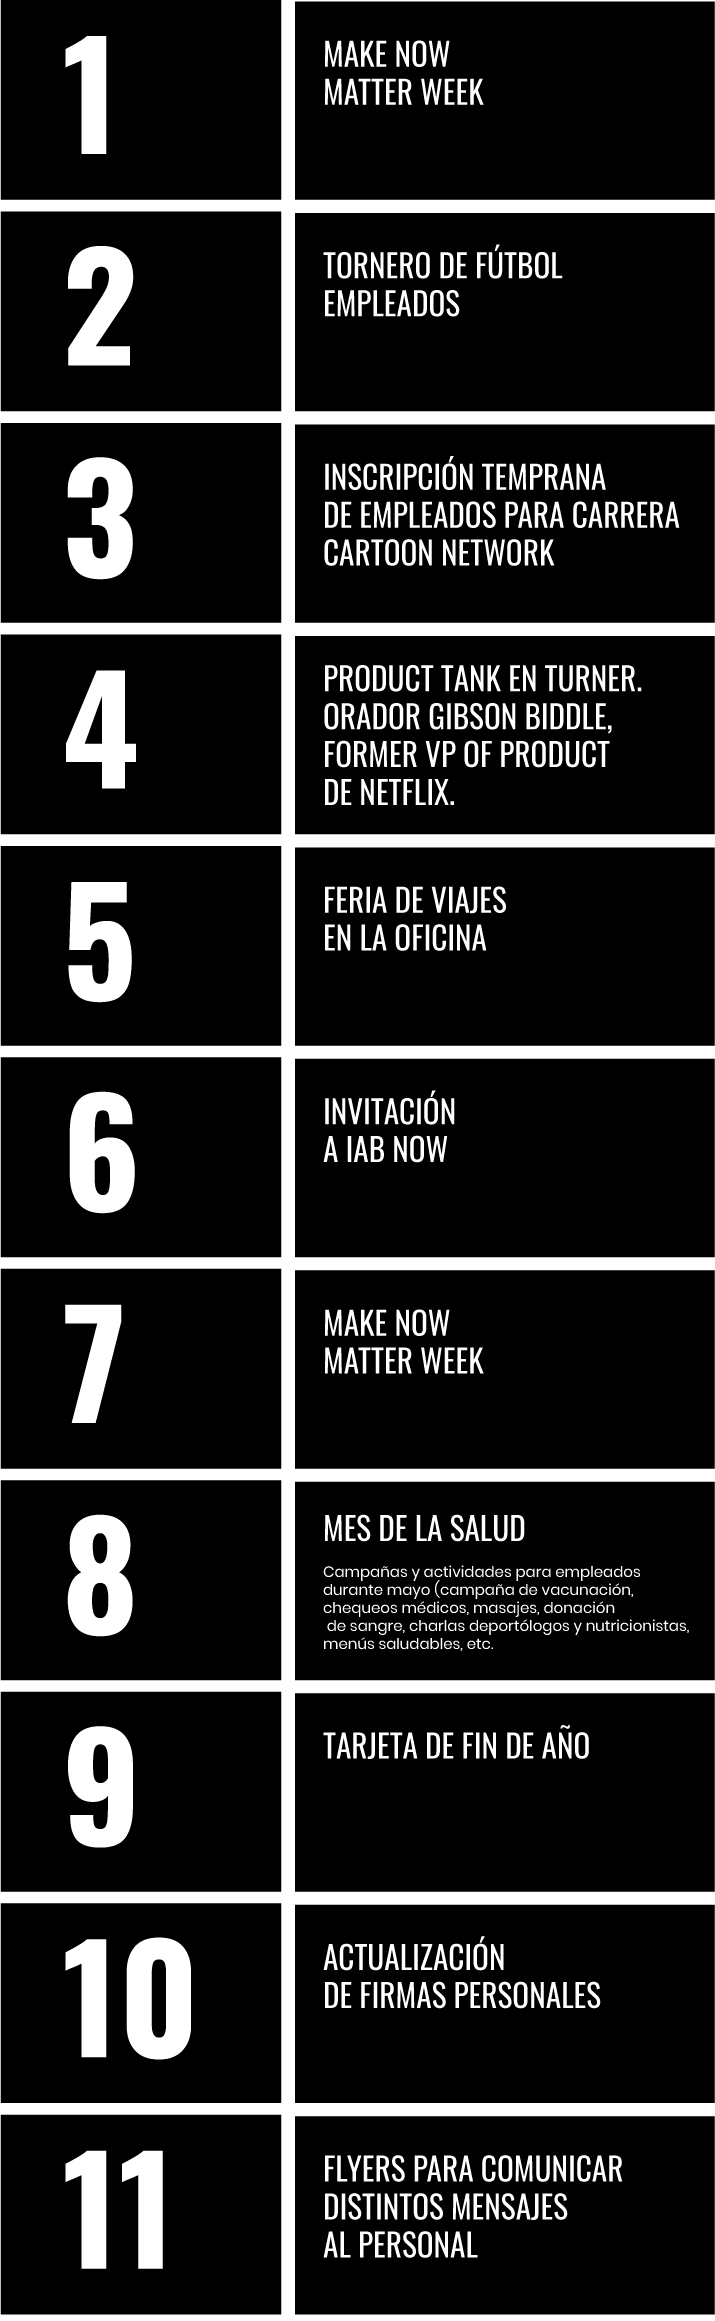 1
MAKE NOW
MATTER WEEK
2
TORNERO DE FÚTBOL
EMPLEADOS
3
INSCRIPCIÓN TEMPRANA
DE EMPLEADOS PARA CARRERA
CARTOON NETWORK
4
PRODUCT TANK EN TURNER.
ORADOR GIBSON BIDDLE,
FORMER VP OF PRODUCT
DE NETFLIX.
5
FERIA DE VIAJES
EN LA OFICINA
6
INVITACIÓN
A IAB NOW
7
MAKE NOW
MATTER WEEK
8
MES DE LA SALUD
Campañas y actividades para empleados
durante mayo (campaña de vacunación,
chequeos médicos, masajes, donación
de sangre, charlas deportólogos y nutricionistas,
menús saludables, etc.
9
TARJETA DE FIN DE AÑO
10
ACTUALIZACIÓN
DE FIRMAS PERSONALES
11
FLYERS PARA COMUNICAR
DISTINTOS MENSAJES
AL PERSONAL